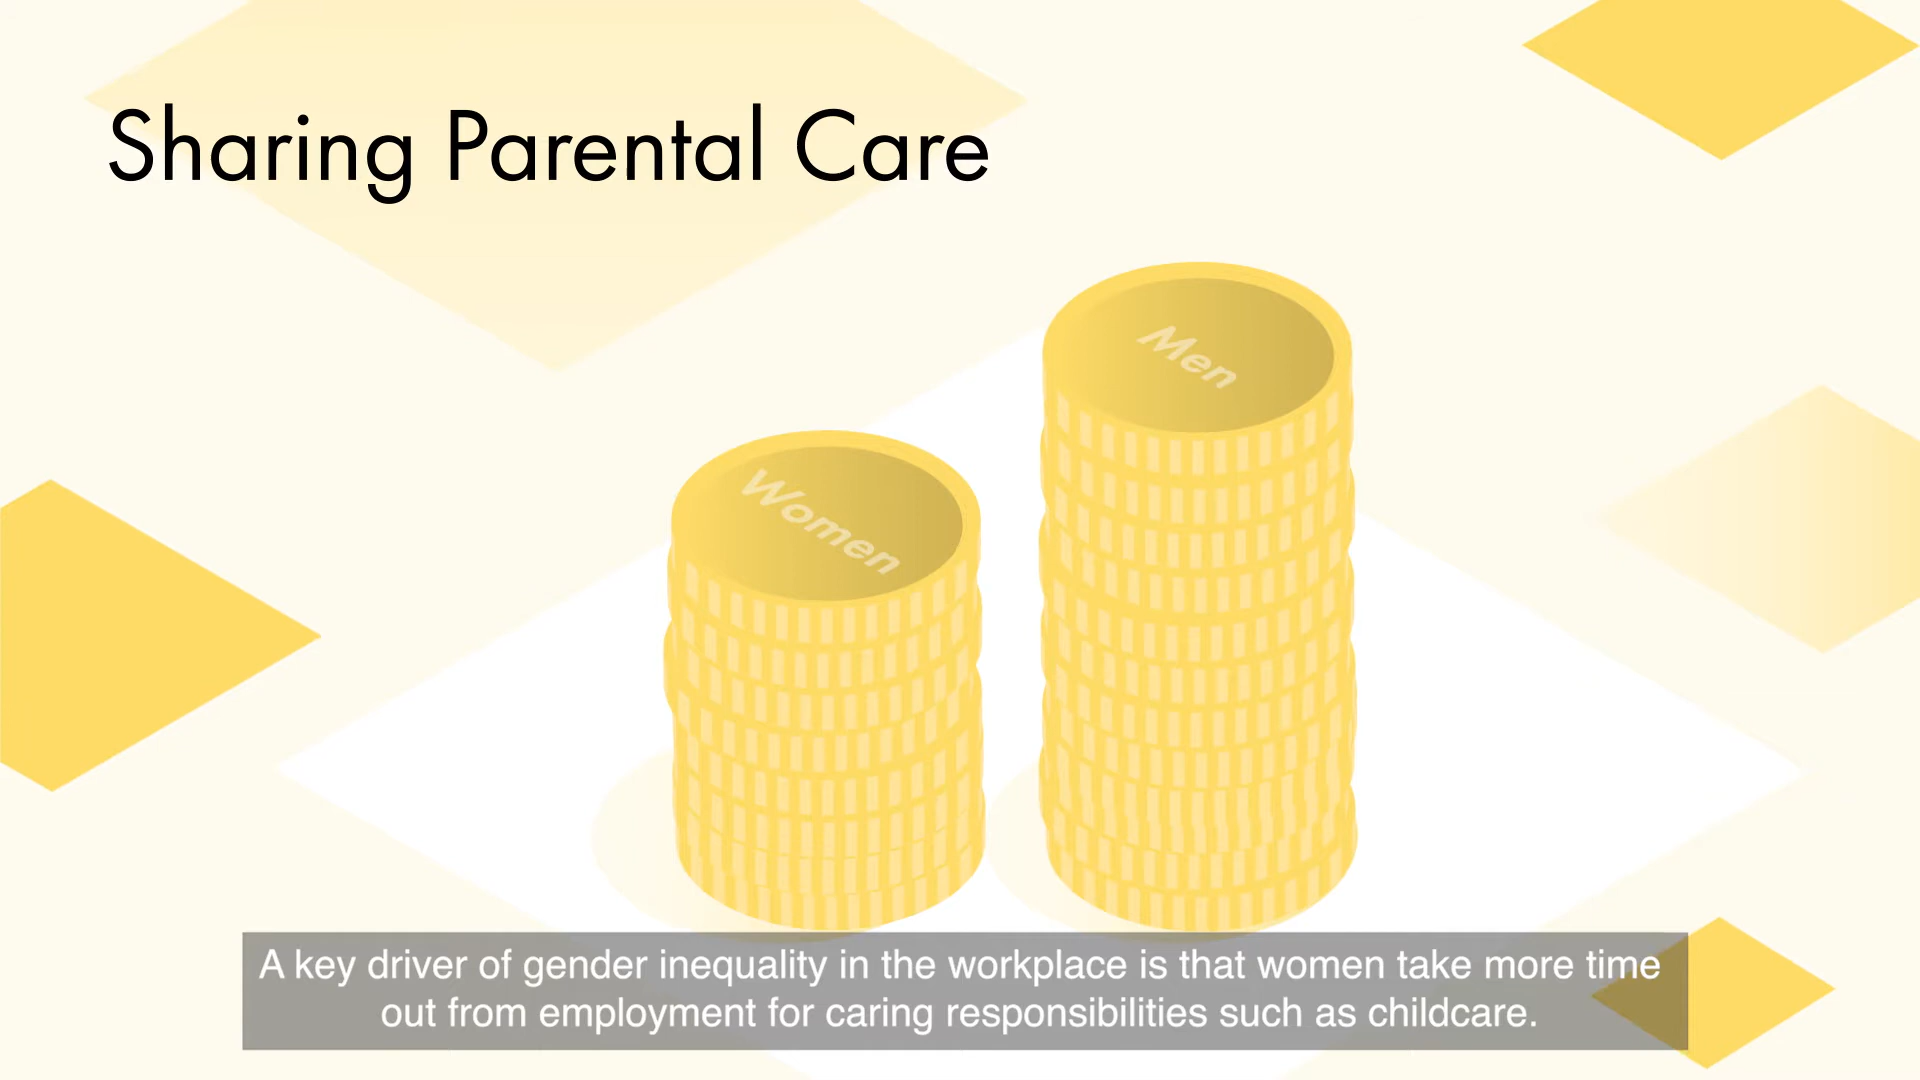 Sharing Parental Care
Men
Women
A key driver of gender inequality in the workplace is that women take more time
out from employment for caring responsibilities such as childcare.